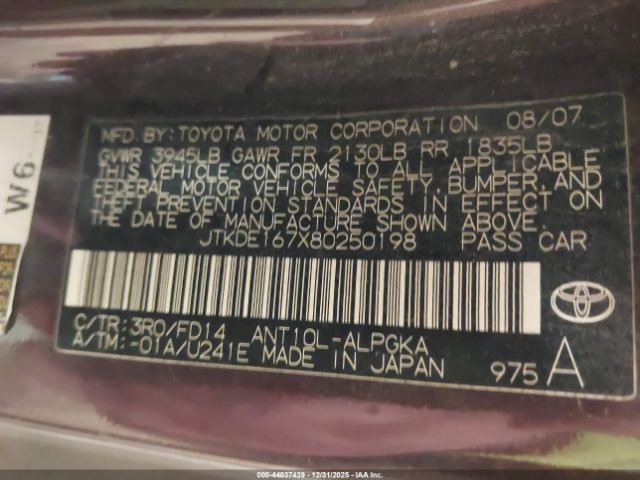 MFD. BY: TOYOTA MOTOR CORPORATION 08/07
GVWR 3945LB GAWR FR 2130LB RR 1835LB
THIS VEHICLE CONFORMS TO ALL APPLICABLE
FEDERAL MOTOR VEHICLE SAFETY, BUMPER, AND
THEFT PREVENTION STANDARDS IN EFFECT ON
THE DATE OF MANUFACTURE SHOWN ABOVE.
JTKDE167X80250198 PASS CAR
C/TR: 3R0/FD14 ANT10L-ALPGKA
A/TM: -01A/U241E MADE IN JAPAN
975 A
W6
000-44037439 - 12/31/2025 - Copyright © IAA, Inc.